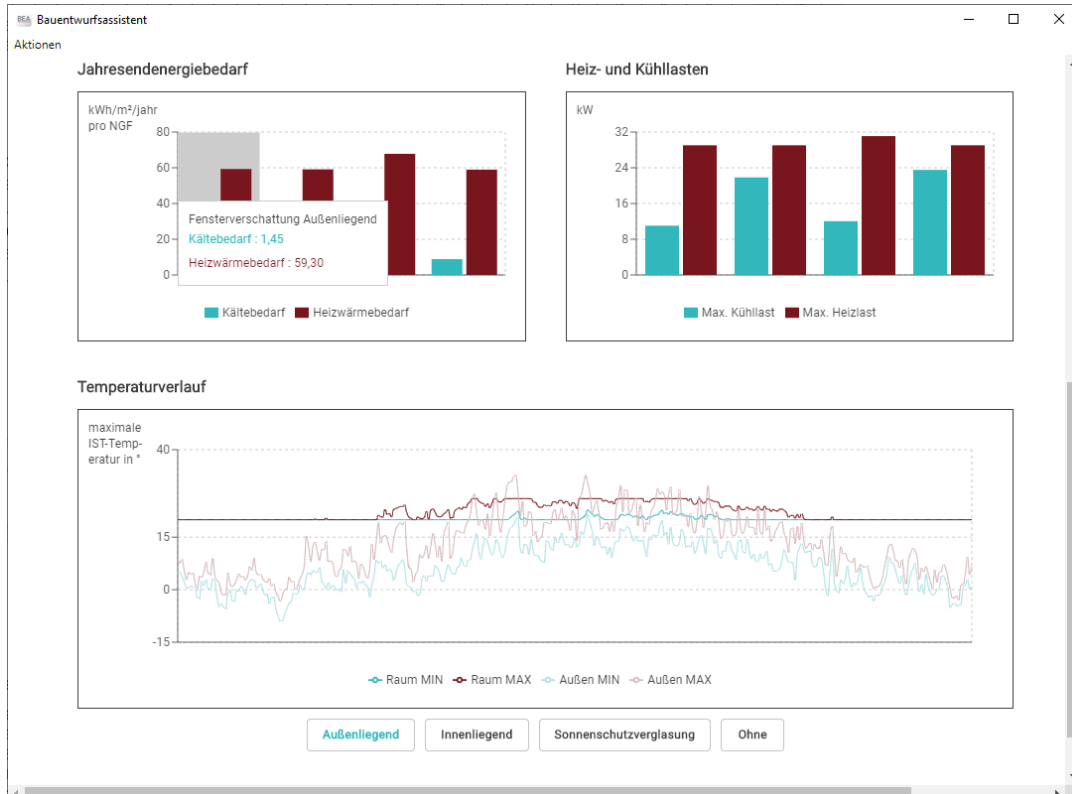 BEA Bauentwurfsassistent
Aktionen
Jahresendenergiebedarf
kWh/m²/jahr
pro NGF
80
60
40
20
0
Fensterverschattung Außenliegend
Kältebedarf : 1,45
Heizwärmebedarf : 59,30
Kältebedarf Heizwärmebedarf
Heiz- und Kühllasten
kW
32
24
16
8
0
Max. Kühllast Max. Heizlast
Temperaturverlauf
maximale
IST-Temp-
eratur in °
40
15
0
-15
Raum MIN Raum MAX Außen MIN Außen MAX
Außenliegend Innenliegend Sonnenschutzverglasung Ohne